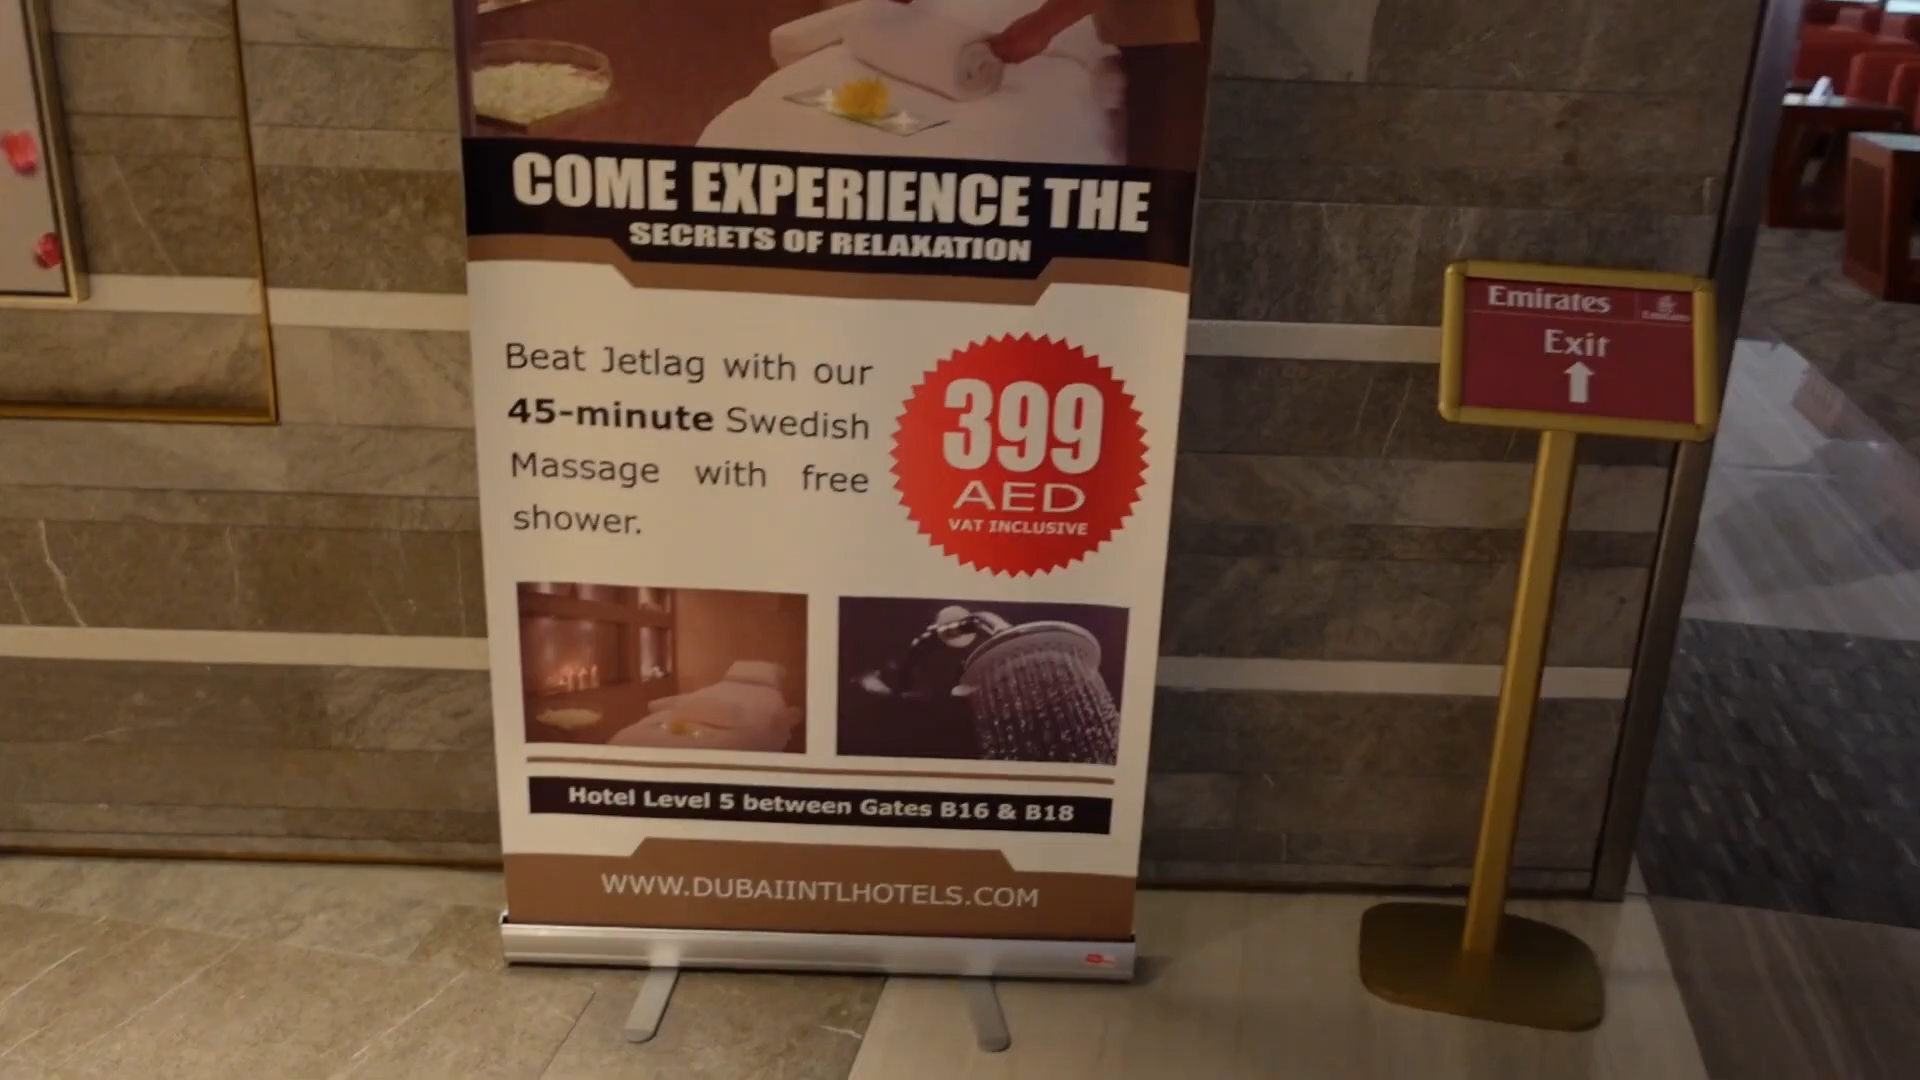 COME EXPERIENCE THE
SECRETS OF RELAXATION
Beat Jetlag with our
45-minute Swedish
Massage with free
shower.
399
AED
VAT INCLUSIVE
Hotel Level 5 between Gates B16 & B18
WWW.DUBAIINTLHOTELS.COM
Emirates
Emirates
Exit